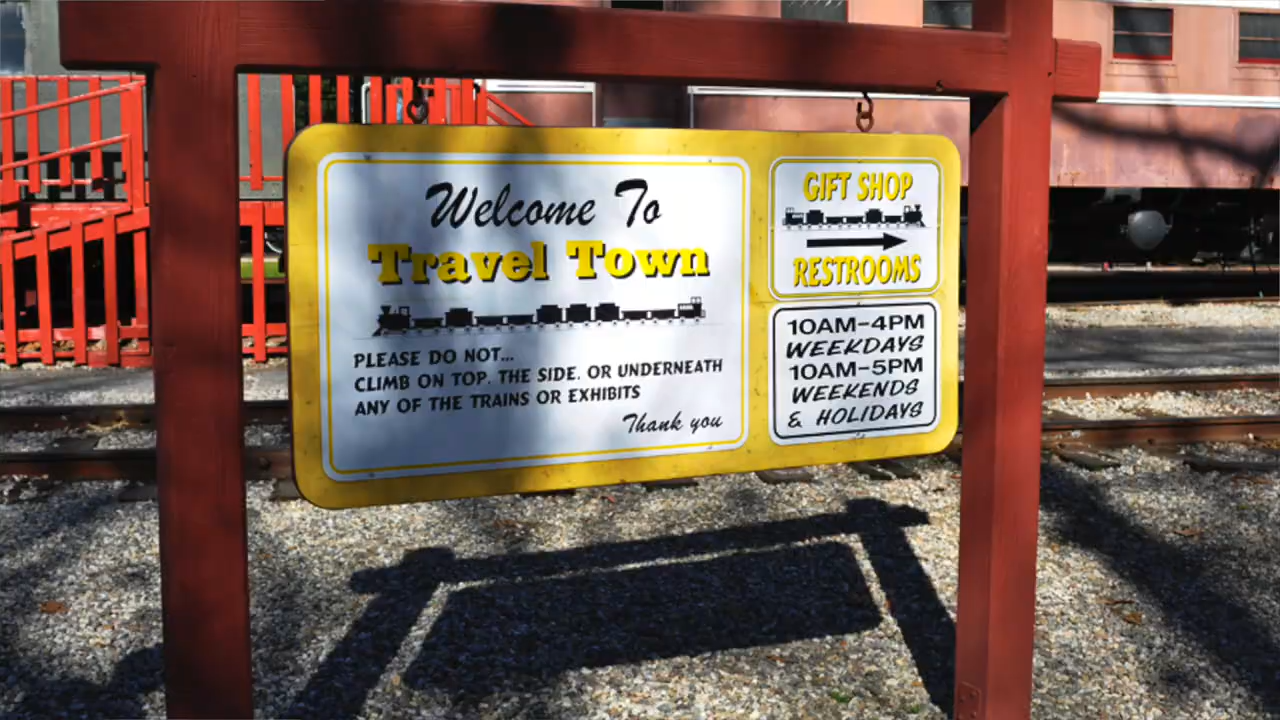 Welcome To
Travel Town
PLEASE DO NOT...
CLIMB ON TOP, THE SIDE, OR UNDERNEATH
ANY OF THE TRAINS OR EXHIBITS
Thank you
GIFT SHOP
RESTROOMS
10AM-4PM
WEEKDAYS
10AM-5PM
WEEKENDS
& HOLIDAYS